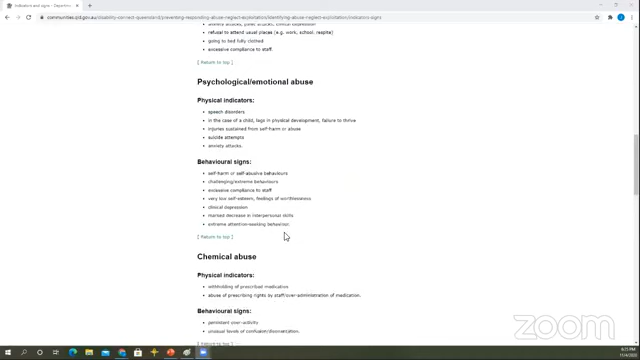 Indicators and signs - Departmen
communities.qld.gov.au/disability-connect-queensland/preventing-responding-abuse-neglect-exploitation/identifying-abuse-neglect-exploitation/indicators-signs
anxiety attacks, panic attacks, clinical depression
refusal to attend usual places (e.g. work, school, respite)
going to bed fully clothed
excessive compliance to staff.
[ Return to top ]
Psychological/emotional abuse
Physical indicators:
speech disorders
in the case of a child, lags in physical development, failure to thrive
injuries sustained from self-harm or abuse
suicide attempts
anxiety attacks.
Behavioural signs:
self-harm or self-abusive behaviours
challenging/extreme behaviours
excessive compliance to staff
very low self-esteem, feelings of worthlessness
clinical depression
marked decrease in interpersonal skills
extreme attention-seeking behaviour.
[ Return to top ]
Chemical abuse
Physical indicators:
withholding of prescribed medication
abuse of prescribing rights by staff/over-administration of medication.
Behavioural signs:
persistent over-activity
unusual levels of confusion/disorientation.
[ Return to top ]
zoom